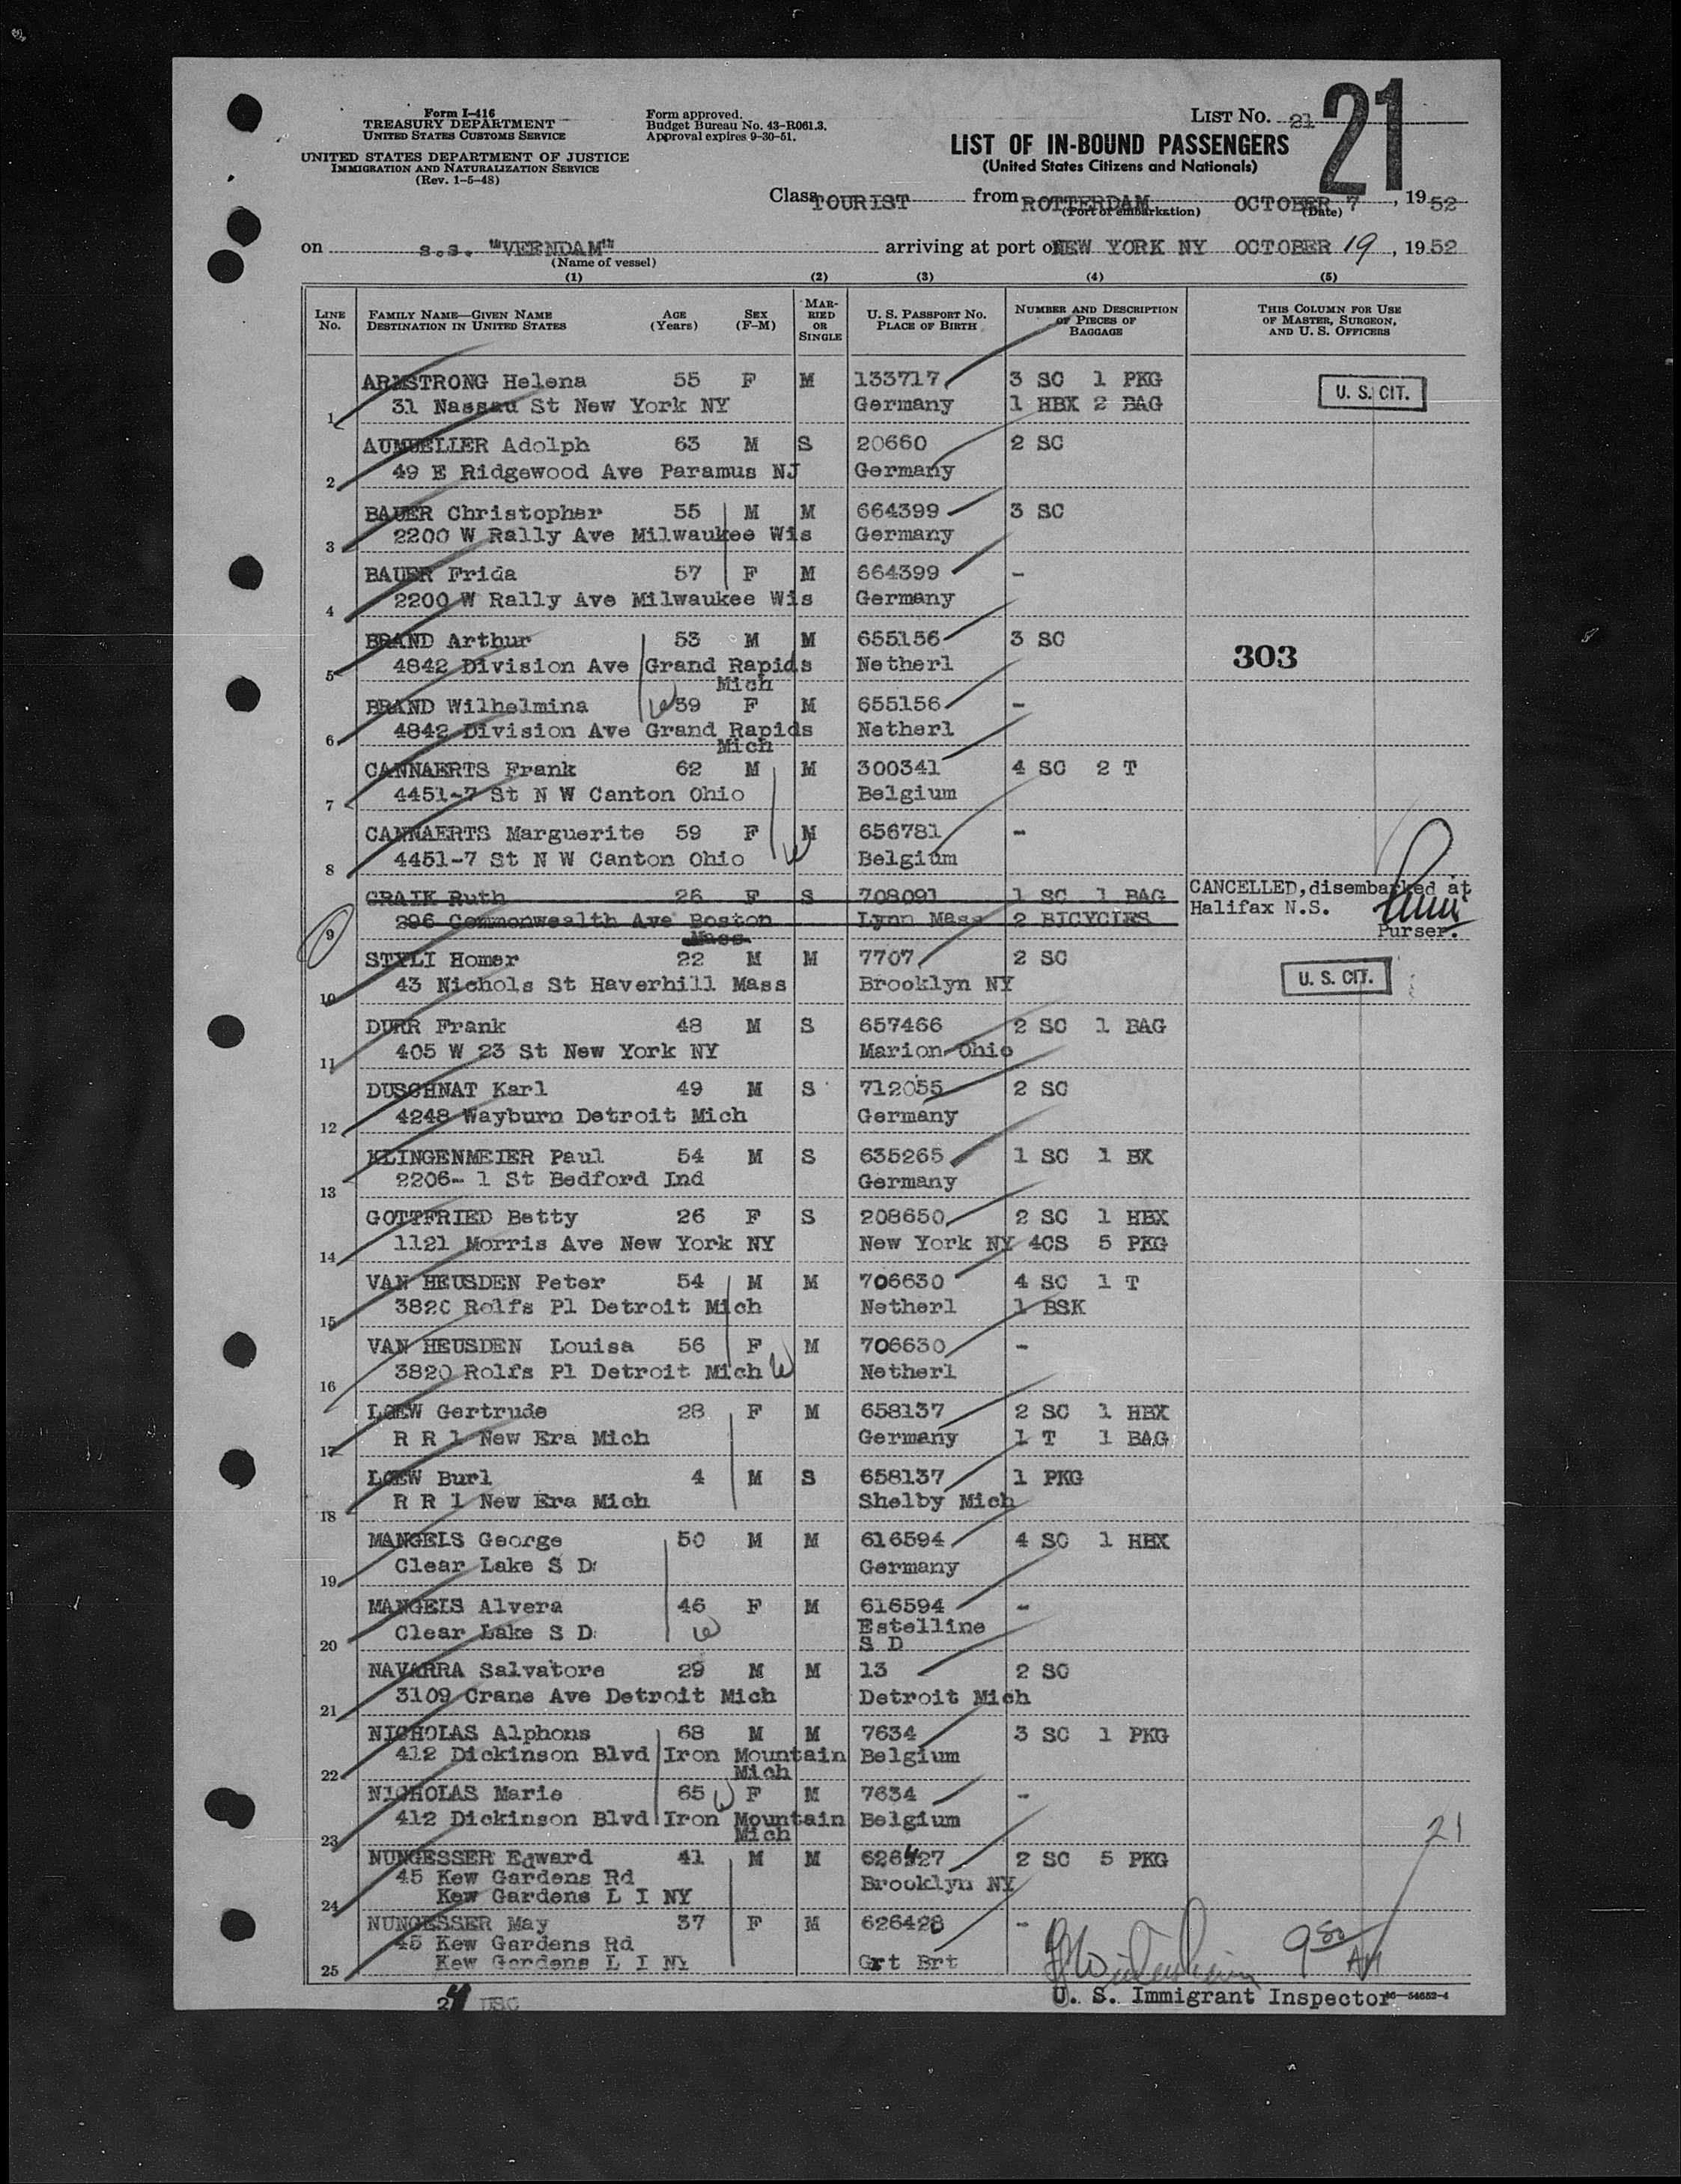 Form I-416
TREASURY DEPARTMENT
UNITED STATES CUSTOMS SERVICE
UNITED STATES DEPARTMENT OF JUSTICE
IMMIGRATION AND NATURALIZATION SERVICE
(Rev. 1-5-48)
Form approved.
Budget Bureau No. 43-R061.3.
Approval expires 9-30-51.
LIST NO. 21
21
LIST OF IN-BOUND PASSENGERS
(United States Citizens and Nationals)
Class TOURIST from ROTTERDAM OCTOBER 7, 1952
(Port of embarkation) (Date)
on s.s. "VERNDAM" arriving at port of NEW YORK NY OCTOBER 19, 1952
(Name of vessel)
(1) (2) (3) (4) (5)
LINE NO. FAMILY NAME—GIVEN NAME DESTINATION IN UNITED STATES AGE (Years) SEX (F-M) MARRIED OR SINGLE U. S. PASSPORT NO. PLACE OF BIRTH NUMBER AND DESCRIPTION OF PIECES OF BAGGAGE THIS COLUMN FOR USE OF MASTER, SURGEON, AND U. S. OFFICERS
ARMSTRONG Helena 55 F M 133717 3 SC 1 PKG U. S. CIT.
1 31 Nassau St New York NY Germany 1 HBX 2 BAG
AUMUELLER Adolph 63 M S 20660 2 SC
2 49 E Ridgewood Ave Paramus NJ Germany
BAUER Christopher 55 M M 664399 3 SC
3 2200 W Rally Ave Milwaukee Wis Germany
BAUER Frida 57 F M 664399 -
4 2200 W Rally Ave Milwaukee Wis Germany
BRAND Arthur 53 M M 655156 3 SC 303
5 4842 Division Ave Grand Rapids Netherl
Mich
BRAND Wilhelmina W 39 F M 655156 -
6 4842 Division Ave Grand Rapids Netherl
Mich
CANNAERTS Frank 62 M M 300341 4 SC 2 T
7 4451-7 St N W Canton Ohio Belgium
CANNAERTS Marguerite 59 F M 656781 -
8 4451-7 St N W Canton Ohio W Belgium
CRAIK Ruth 26 F S 708091 1 SC 1 BAG CANCELLED, disembarked at
9 296 Commonwealth Ave Boston Lynn Mass 2 BICYCLES Halifax N.S.
Mass Purser.
STYLI Homer 22 M M 7707 2 SC U. S. CIT.
10 43 Nichols St Haverhill Mass Brooklyn NY
DURR Frank 48 M S 657466 2 SC 1 BAG
11 405 W 23 St New York NY Marion Ohio
DUSCHNAT Karl 49 M S 712055 2 SC
12 4248 Wayburn Detroit Mich Germany
KLINGENMEIER Paul 54 M S 635265 1 SC 1 BX
13 2206- 1 St Bedford Ind Germany
GOTTFRIED Betty 26 F S 208650 2 SC 1 HBX
14 1121 Morris Ave New York NY New York NY 4CS 5 PKG
VAN HEUSDEN Peter 54 M M 706630 4 SC 1 T
15 3820 Rolfs Pl Detroit Mich Netherl 1 BSK
VAN HEUSDEN Louisa 56 F M 706630 -
16 3820 Rolfs Pl Detroit Mich W Netherl
LOEW Gertrude 28 F M 658137 2 SC 1 HBX
17 R R 1 New Era Mich Germany 1 T 1 BAG
LOEW Burl 4 M S 658137 1 PKG
18 R R 1 New Era Mich Shelby Mich
MANGELS George 50 M M 616594 4 SC 1 HBX
19 Clear Lake S D Germany
MANGELS Alvera 46 F M 616594 -
20 Clear Lake S D W Estelline
S D
NAVARRA Salvatore 29 M M 13 2 SC
21 3109 Crane Ave Detroit Mich Detroit Mich
NICHOLAS Alphons 68 M M 7634 3 SC 1 PKG
22 412 Dickinson Blvd Iron Mountain Belgium
Mich
NICHOLAS Marie 65 W F M 7634 -
23 412 Dickinson Blvd Iron Mountain Belgium
Mich
21
NUNGESSER Edward 41 M M 626427 2 SC 5 PKG
45 Kew Gardens Rd Brooklyn NY
24 Kew Gardens L I NY
NUNGESSER May 37 F M 626428 -
45 Kew Gardens Rd Grt Brt
25 Kew Gardens L I NY
9 50 AM
24 USC
U. S. Immigrant Inspector 16—54652-4